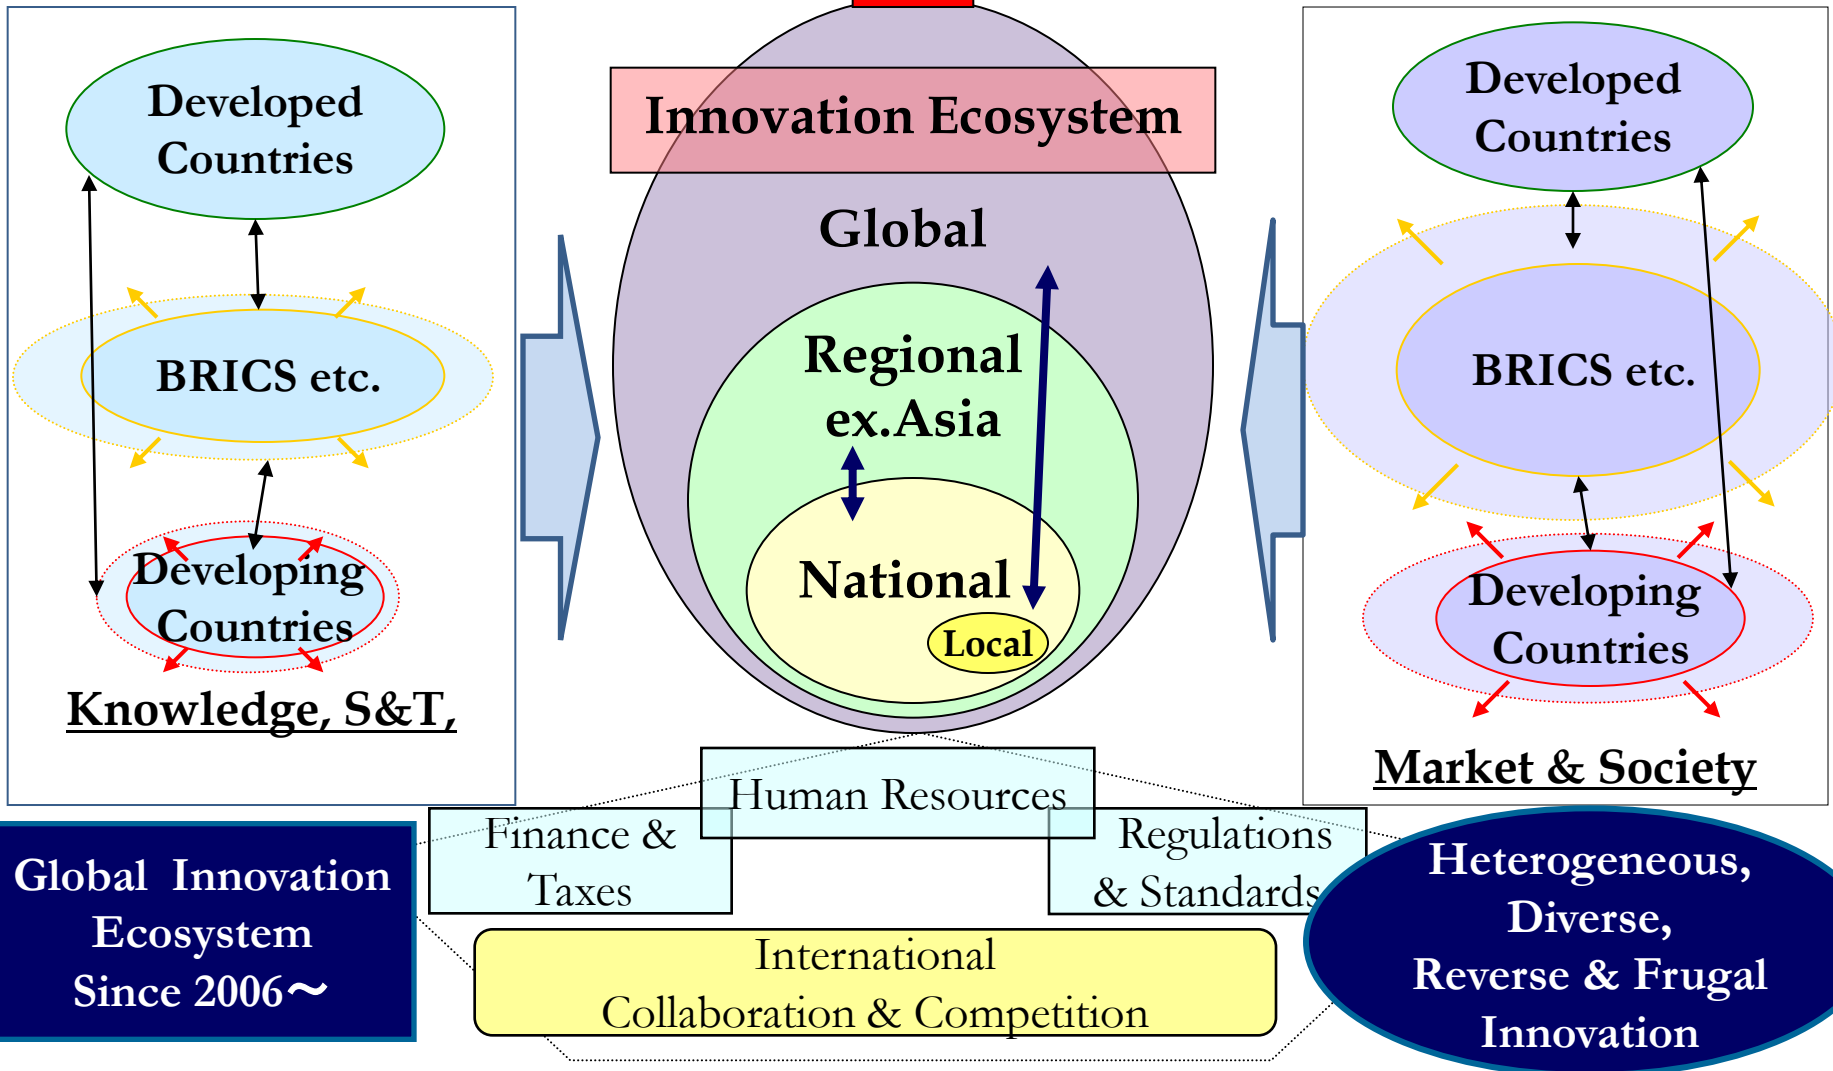 Developed
Countries
BRICS etc.
Developing
Countries
Knowledge, S&T,
Innovation Ecosystem
Global
Regional
ex.Asia
National
Local
Developed
Countries
BRICS etc.
Developing
Countries
Market & Society
Human Resources
Finance &
Taxes
Regulations
& Standards
International
Collaboration & Competition
Global Innovation
Ecosystem
Since 2006～
Heterogeneous,
Diverse,
Reverse & Frugal
Innovation